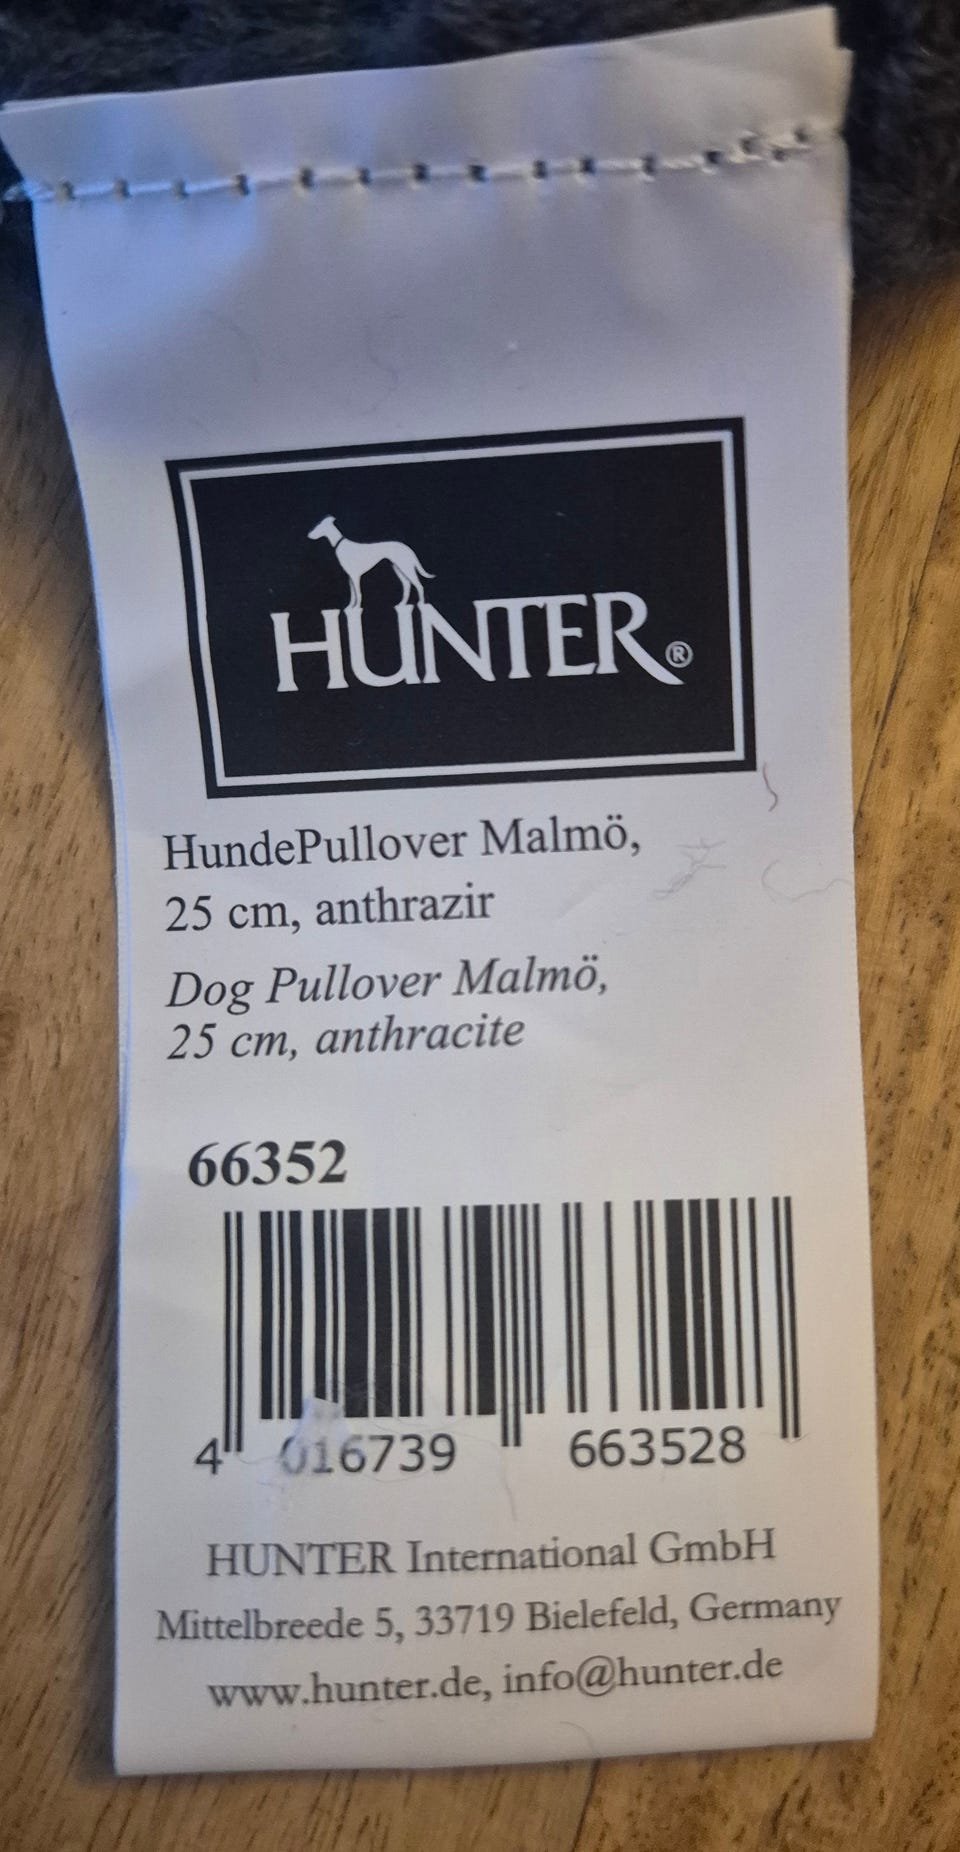 HUNTER®
HundePullover Malmö,
25 cm, anthrazir
Dog Pullover Malmö,
25 cm, anthracite
66352
4 016739 663528
HUNTER International GmbH
Mittelbreede 5, 33719 Bielefeld, Germany
www.hunter.de, info@hunter.de